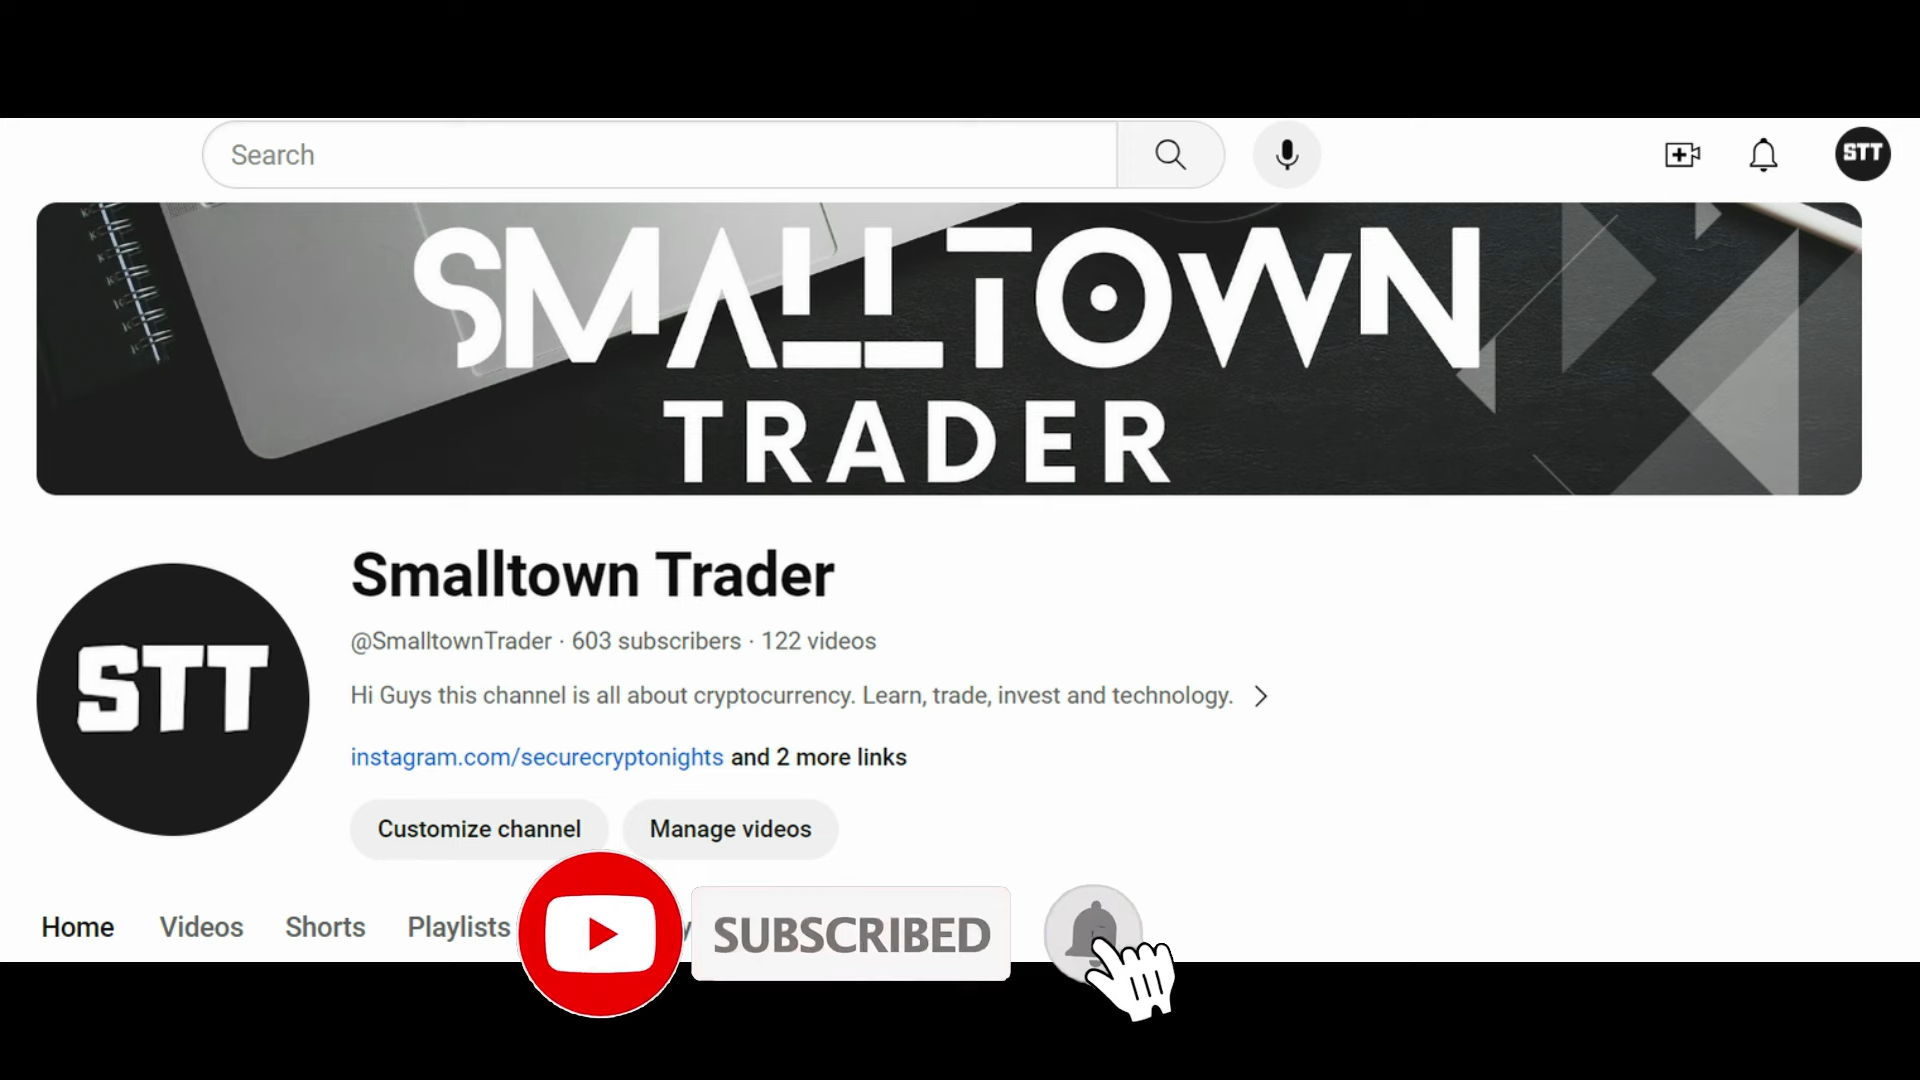 Search
STT
SMALLTOWN
TRADER
Smalltown Trader
STT
@SmalltownTrader · 603 subscribers · 122 videos
Hi Guys this channel is all about cryptocurrency. Learn, trade, invest and technology.
instagram.com/securecryptonights and 2 more links
Customize channel Manage videos
Home Videos Shorts Playlists
SUBSCRIBED